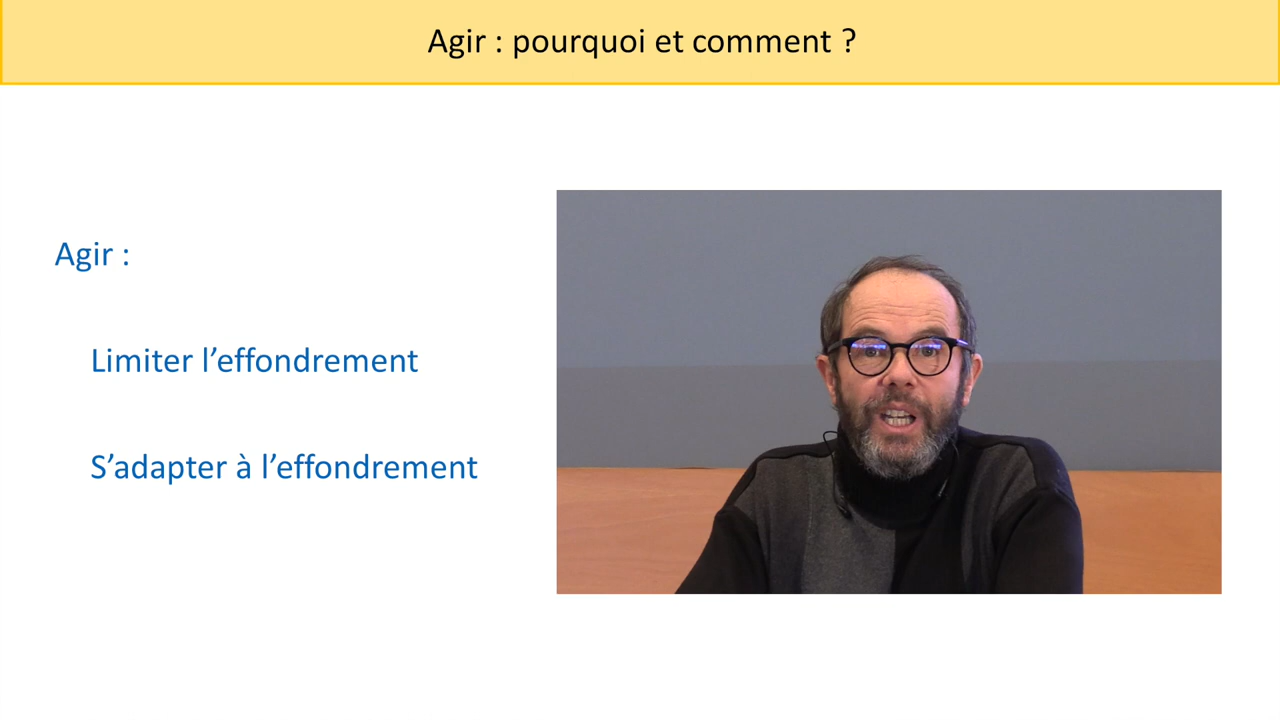 Agir : pourquoi et comment ?
Agir :
Limiter l’effondrement
S’adapter à l’effondrement